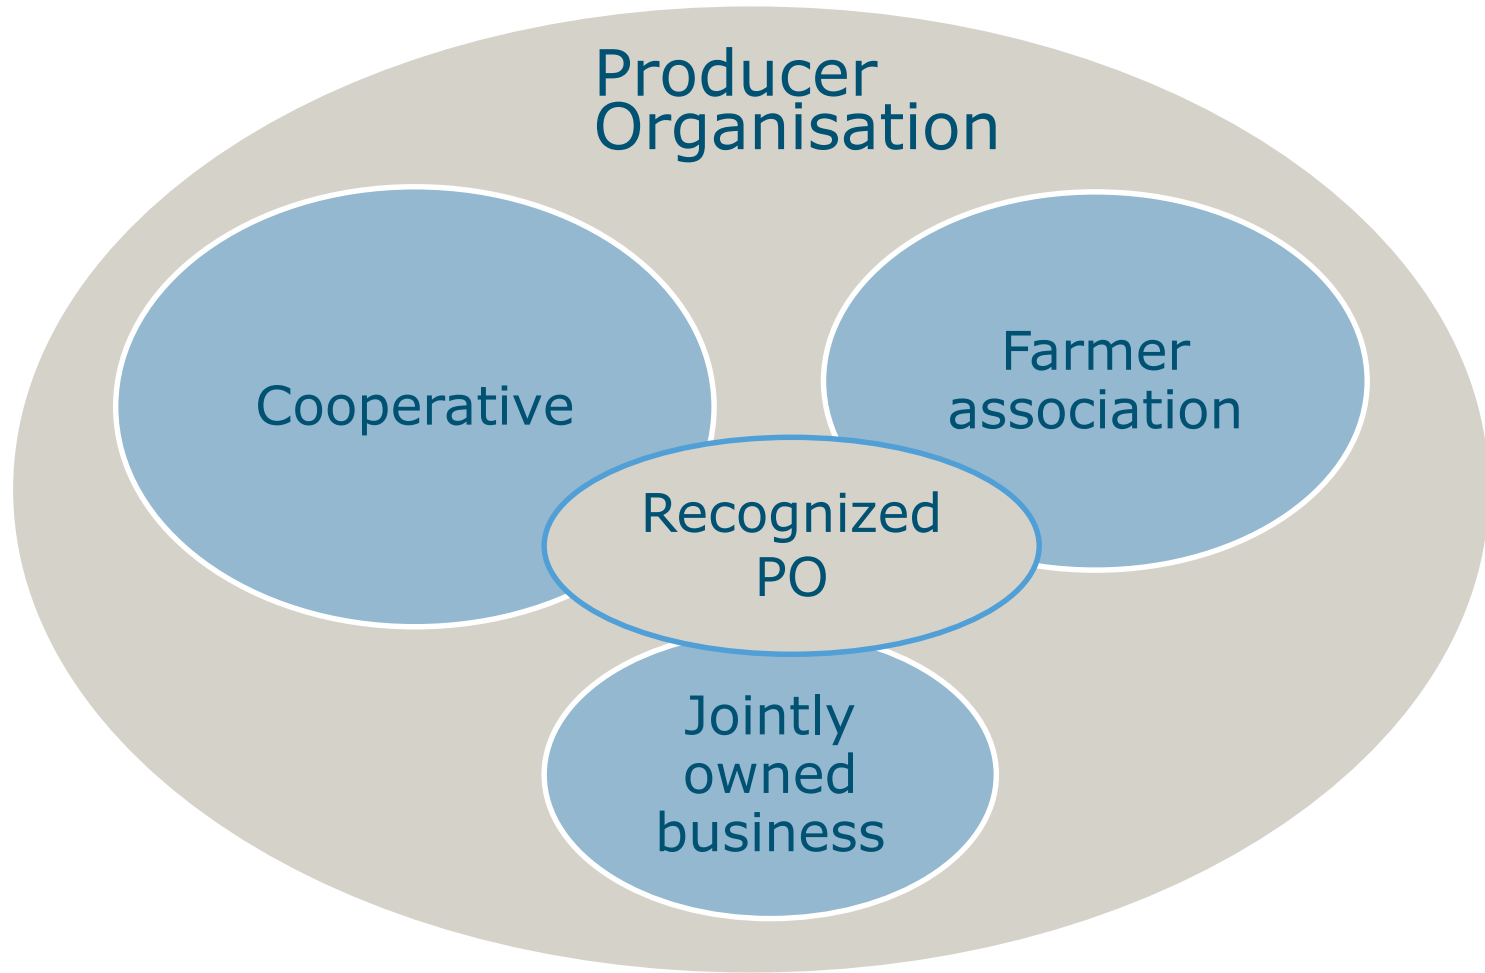 Producer
Organisation
Cooperative
Farmer
association
Recognized
PO
Jointly
owned
business